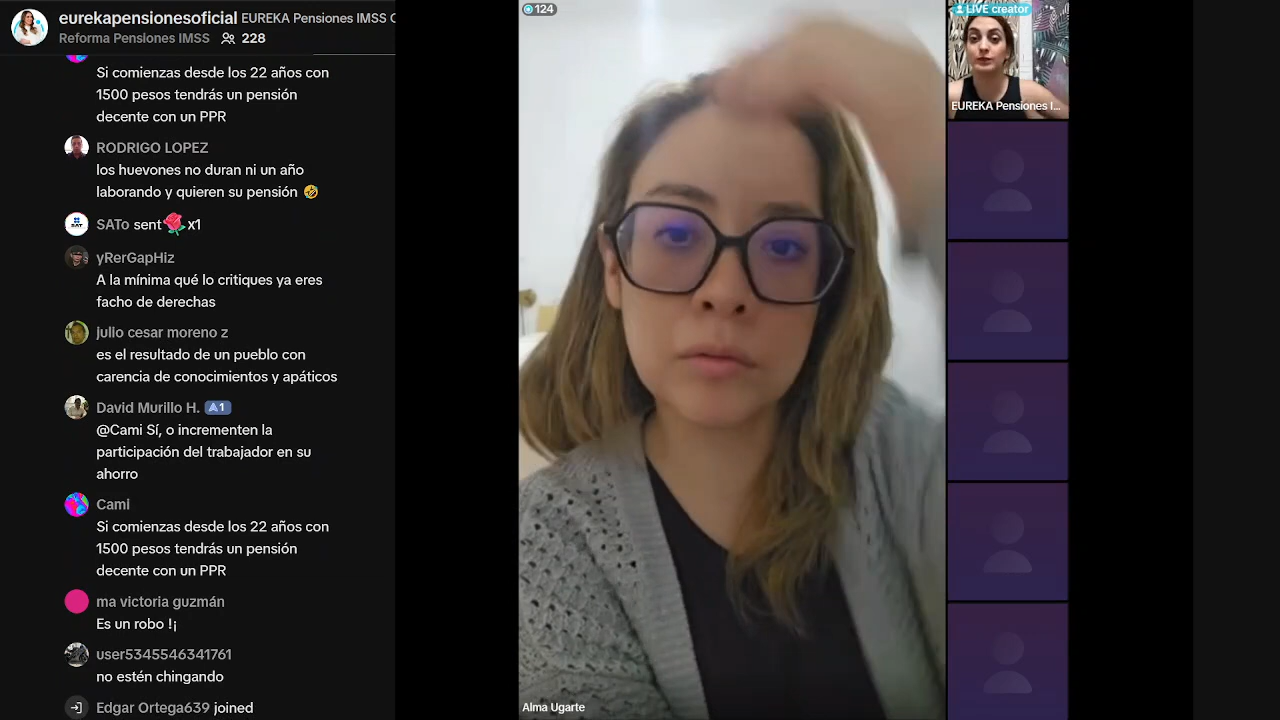 eurekapensionesoficial EUREKA Pensiones IMSS
Reforma Pensiones IMSS 228
Si comienzas desde los 22 años con
1500 pesos tendrás un pensión
decente con un PPR
RODRIGO LOPEZ
los huevones no duran ni un año
laborando y quieren su pensión 🤣
SATo sent🌹x1
yRerGapHiz
A la mínima qué lo critiques ya eres
facho de derechas
julio cesar moreno z
es el resultado de un pueblo con
carencia de conocimientos y apáticos
David Murillo H. 1
@Cami Sí, o incrementen la
participación del trabajador en su
ahorro
Cami
Si comienzas desde los 22 años con
1500 pesos tendrás un pensión
decente con un PPR
ma victoria guzmán
Es un robo !¡
user5345546341761
no estén chingando
Edgar Ortega639 joined
124
Alma Ugarte
LIVE creator
EUREKA Pensiones I...